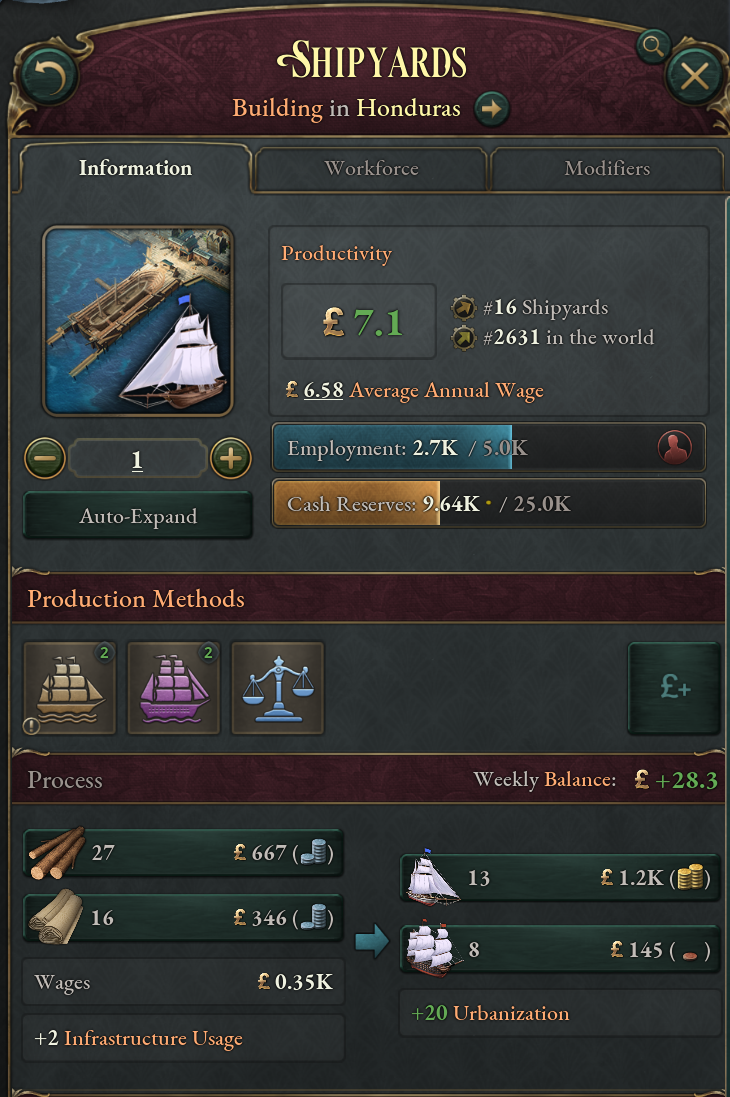 Shipyards
Building in Honduras
Information
Workforce
Modifiers
Productivity
£ 7.1
#16 Shipyards
#2631 in the world
£ 6.58 Average Annual Wage
1
Auto-Expand
Employment: 2.7K / 5.0K
Cash Reserves: 9.64K · / 25.0K
Production Methods
2
2
£+
Process
Weekly Balance: £ +28.3
27 £ 667 ( )
16 £ 346 ( )
Wages £ 0.35K
+2 Infrastructure Usage
13 £ 1.2K ( )
8 £ 145 ( )
+20 Urbanization